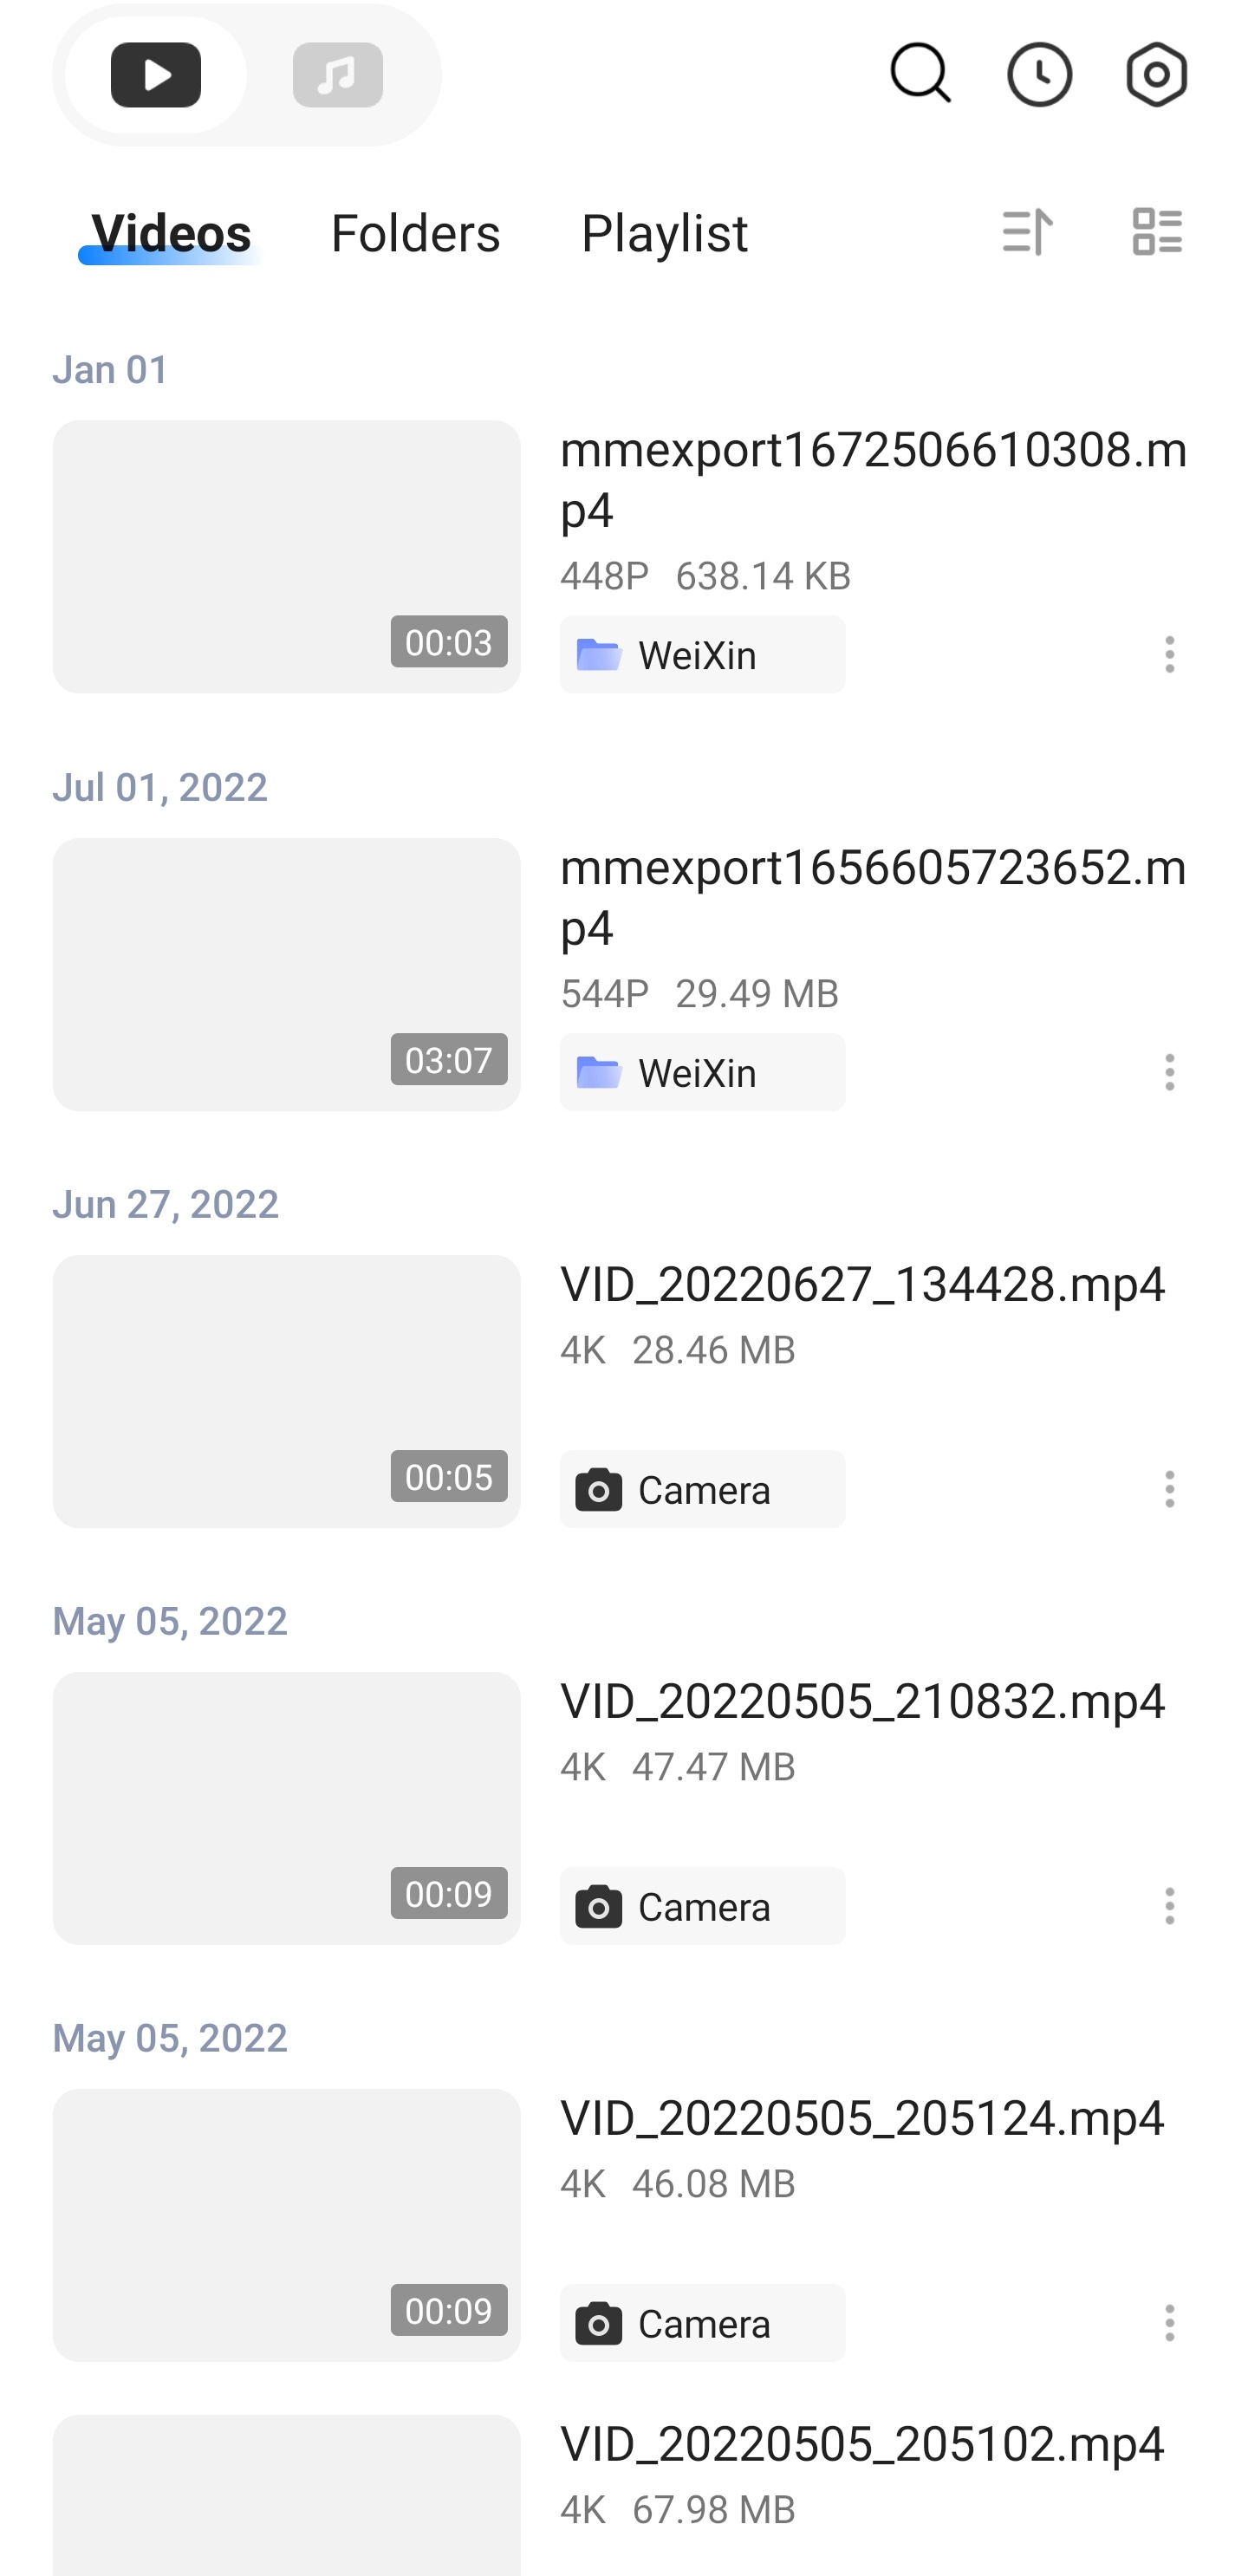 Videos Folders Playlist
Jan 01
mmexport1672506610308.m
p4
448P 638.14 KB
00:03
WeiXin
Jul 01, 2022
mmexport1656605723652.m
p4
544P 29.49 MB
03:07
WeiXin
Jun 27, 2022
VID_20220627_134428.mp4
4K 28.46 MB
00:05
Camera
May 05, 2022
VID_20220505_210832.mp4
4K 47.47 MB
00:09
Camera
May 05, 2022
VID_20220505_205124.mp4
4K 46.08 MB
00:09
Camera
VID_20220505_205102.mp4
4K 67.98 MB